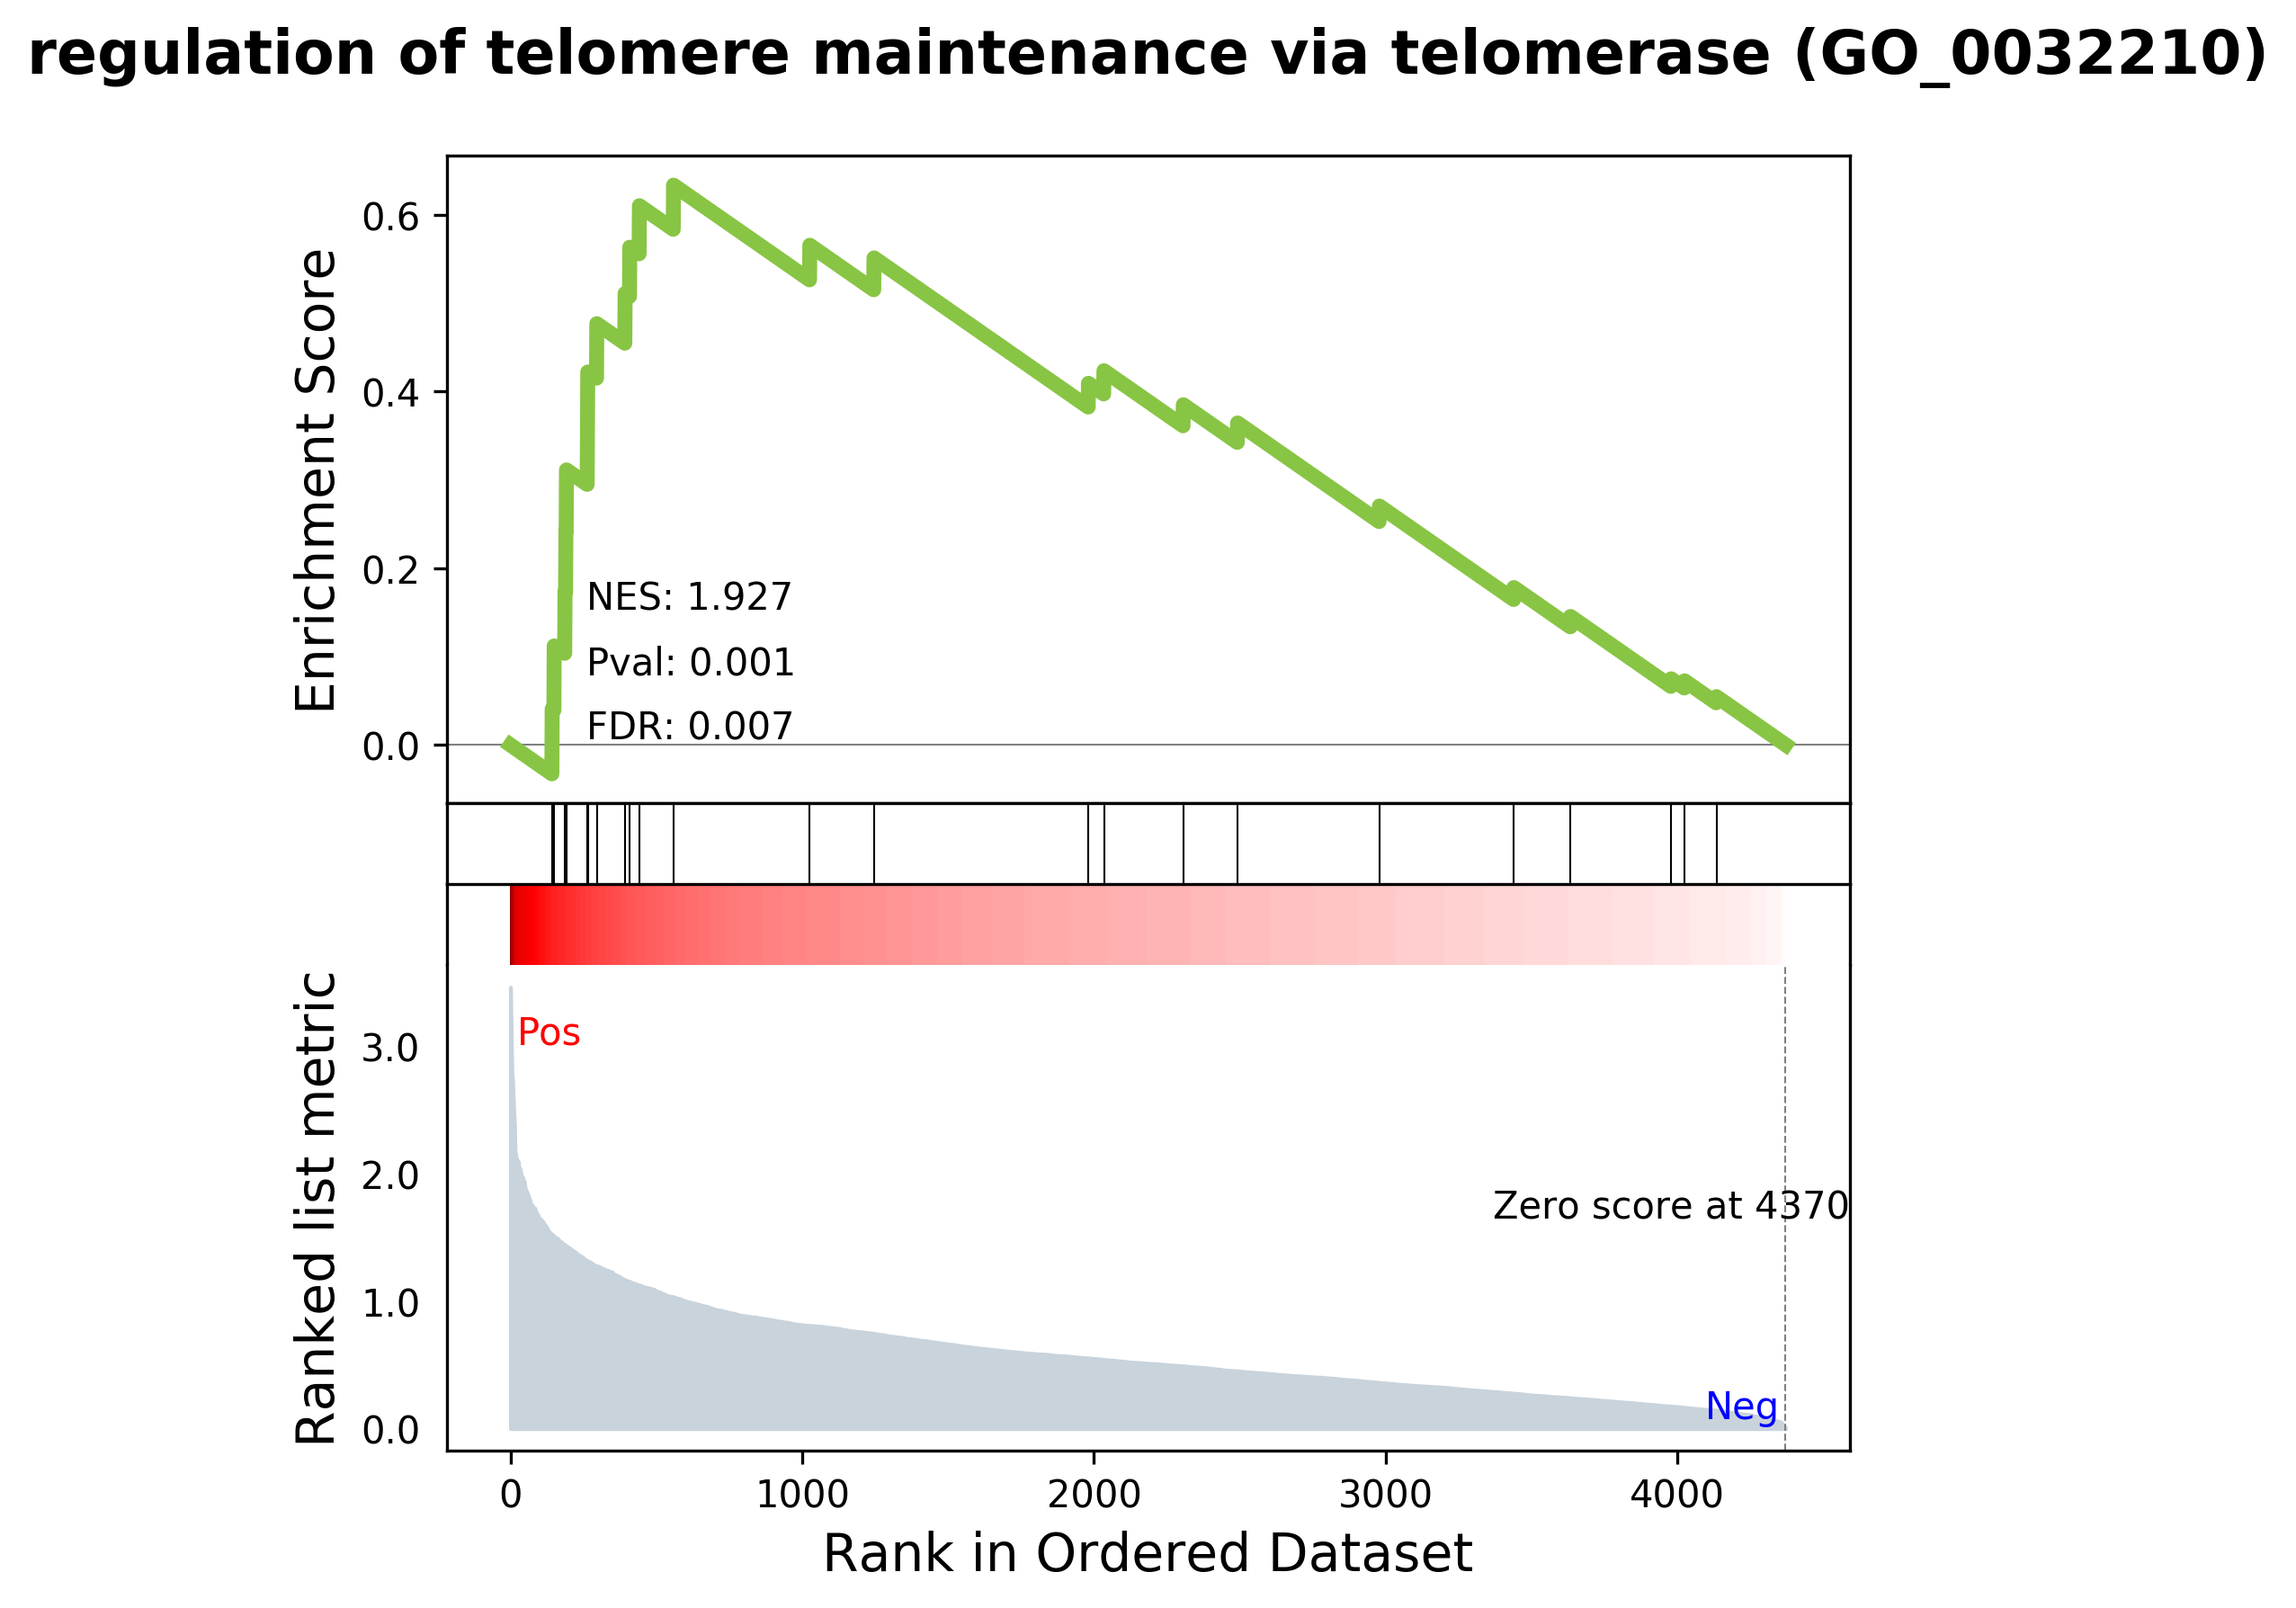 regulation of telomere maintenance via telomerase (GO_0032210)
Enrichment Score
0.6
0.4
0.2
0.0
NES: 1.927
Pval: 0.001
FDR: 0.007
Ranked list metric
3.0
2.0
1.0
0.0
Pos
Zero score at 4370
Neg
0 1000 2000 3000 4000
Rank in Ordered Dataset